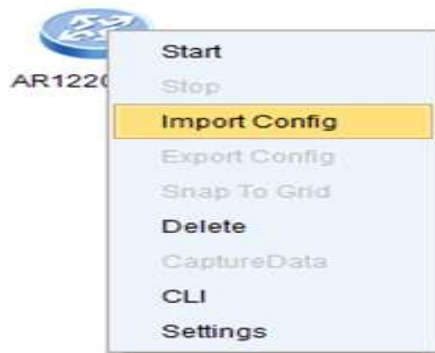 AR1220
Start
Stop
Import Config
Export Config
Snap To Grid
Delete
CaptureData
CLI
Settings